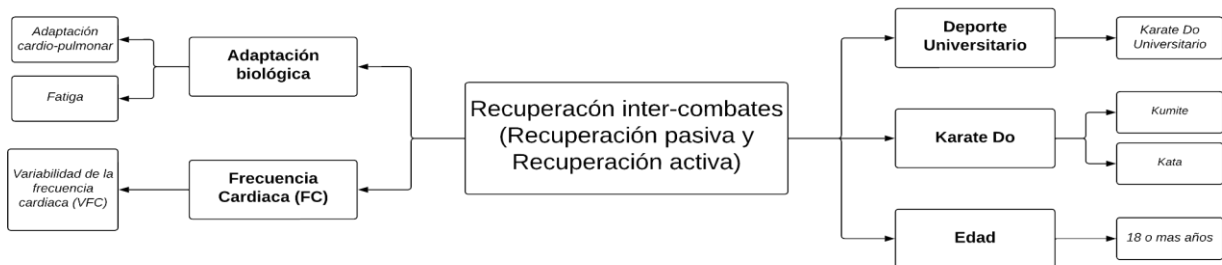 Adaptación
cardio-pulmonar
Fatiga
Adaptación
biológica
Variabilidad de la
frecuencia
cardiaca (VFC)
Frecuencia
Cardiaca (FC)
Recuperacón inter-combates
(Recuperación pasiva y
Recuperación activa)
Deporte
Universitario
Karate Do
Universitario
Karate Do
Kumite
Kata
Edad
18 o mas años